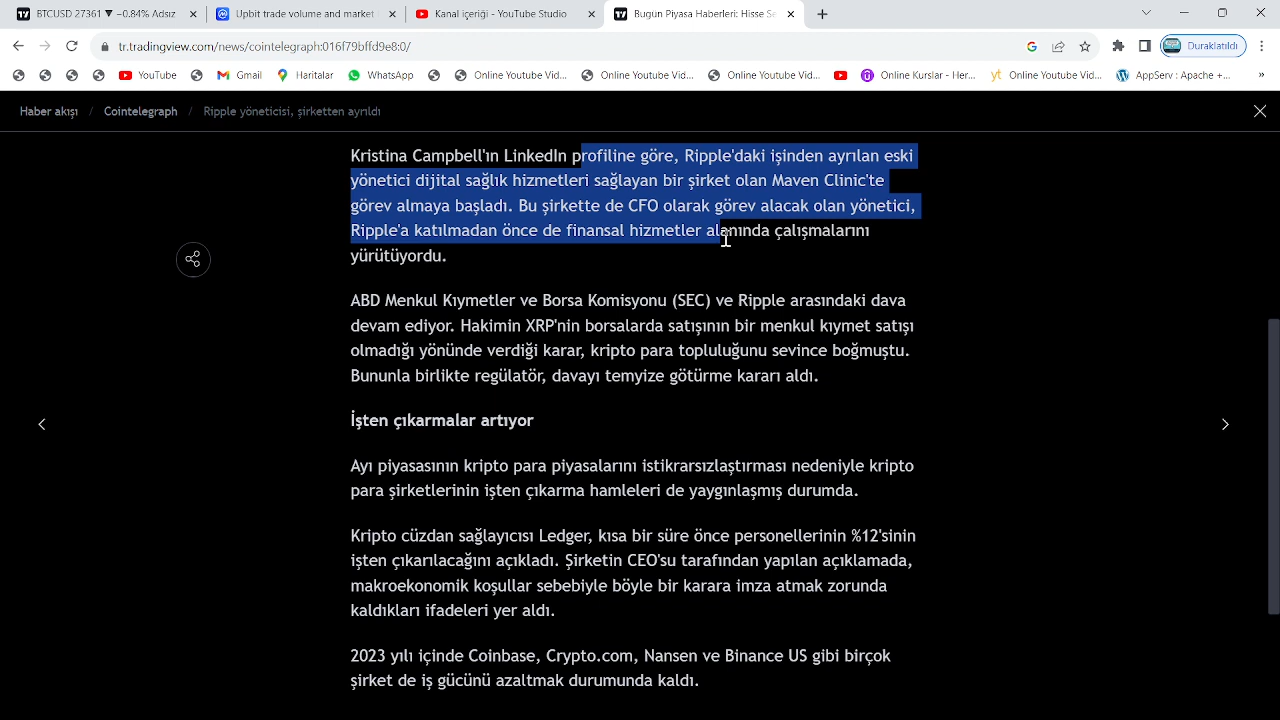 BTCUSD 27361 ▼ −0.84% Adsız
Upbit trade volume and market
Kanal içeriği - YouTube Studio
Bugün Piyasa Haberleri: Hisse Se
tr.tradingview.com/news/cointelegraph:016f79bffd9e8:0/
Duraklatıldı
YouTube
Gmail
Haritalar
WhatsApp
Online Youtube Vid...
Online Youtube Vid...
Online Youtube Vid...
Online Kurslar - Her...
yt Online Youtube Vid...
AppServ : Apache +...
»
Haber akışı / Cointelegraph / Ripple yöneticisi, şirketten ayrıldı
Kristina Campbell'ın LinkedIn profiline göre, Ripple'daki işinden ayrılan eski
yönetici dijital sağlık hizmetleri sağlayan bir şirket olan Maven Clinic'te
görev almaya başladı. Bu şirkette de CFO olarak görev alacak olan yönetici,
Ripple'a katılmadan önce de finansal hizmetler alanında çalışmalarını
yürütüyordu.
ABD Menkul Kıymetler ve Borsa Komisyonu (SEC) ve Ripple arasındaki dava
devam ediyor. Hakimin XRP'nin borsalarda satışının bir menkul kıymet satışı
olmadığı yönünde verdiği karar, kripto para topluluğunu sevince boğmuştu.
Bununla birlikte regülatör, davayı temyize götürme kararı aldı.
İşten çıkarmalar artıyor
Ayı piyasasının kripto para piyasalarını istikrarsızlaştırması nedeniyle kripto
para şirketlerinin işten çıkarma hamleleri de yaygınlaşmış durumda.
Kripto cüzdan sağlayıcısı Ledger, kısa bir süre önce personellerinin %12'sinin
işten çıkarılacağını açıkladı. Şirketin CEO'su tarafından yapılan açıklamada,
makroekonomik koşullar sebebiyle böyle bir karara imza atmak zorunda
kaldıkları ifadeleri yer aldı.
2023 yılı içinde Coinbase, Crypto.com, Nansen ve Binance US gibi birçok
şirket de iş gücünü azaltmak durumunda kaldı.